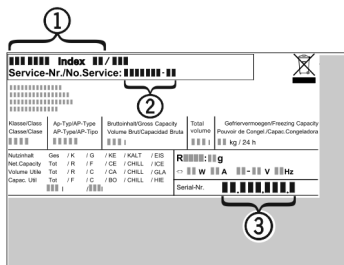 1
Index /
Service-Nr./No.Service: -
2
Klasse/Class Ap-Typ/AP-Type Bruttoinhalt/Gross Capacity Total Gefriervermoegen/Freezing Capacity
Classe/Clase AP-Type/AP-Tipo Volume Brut/Capacidad Bruta volume Pouvoir de Congel./Capac.Congeladora
l l kg / 24 h
Nutzinhalt Ges / K / G / KE / KALT / EIS
Net.Capacity Tot / R / F / CE / CHILL / ICE
Volume Utile Tot / R / C / CA / CHILL / GLA
Capac. Util Tot / F / C / BO / CHILL / HIE
l / l
R : g
W A - V Hz
Serial-Nr. . . .
3